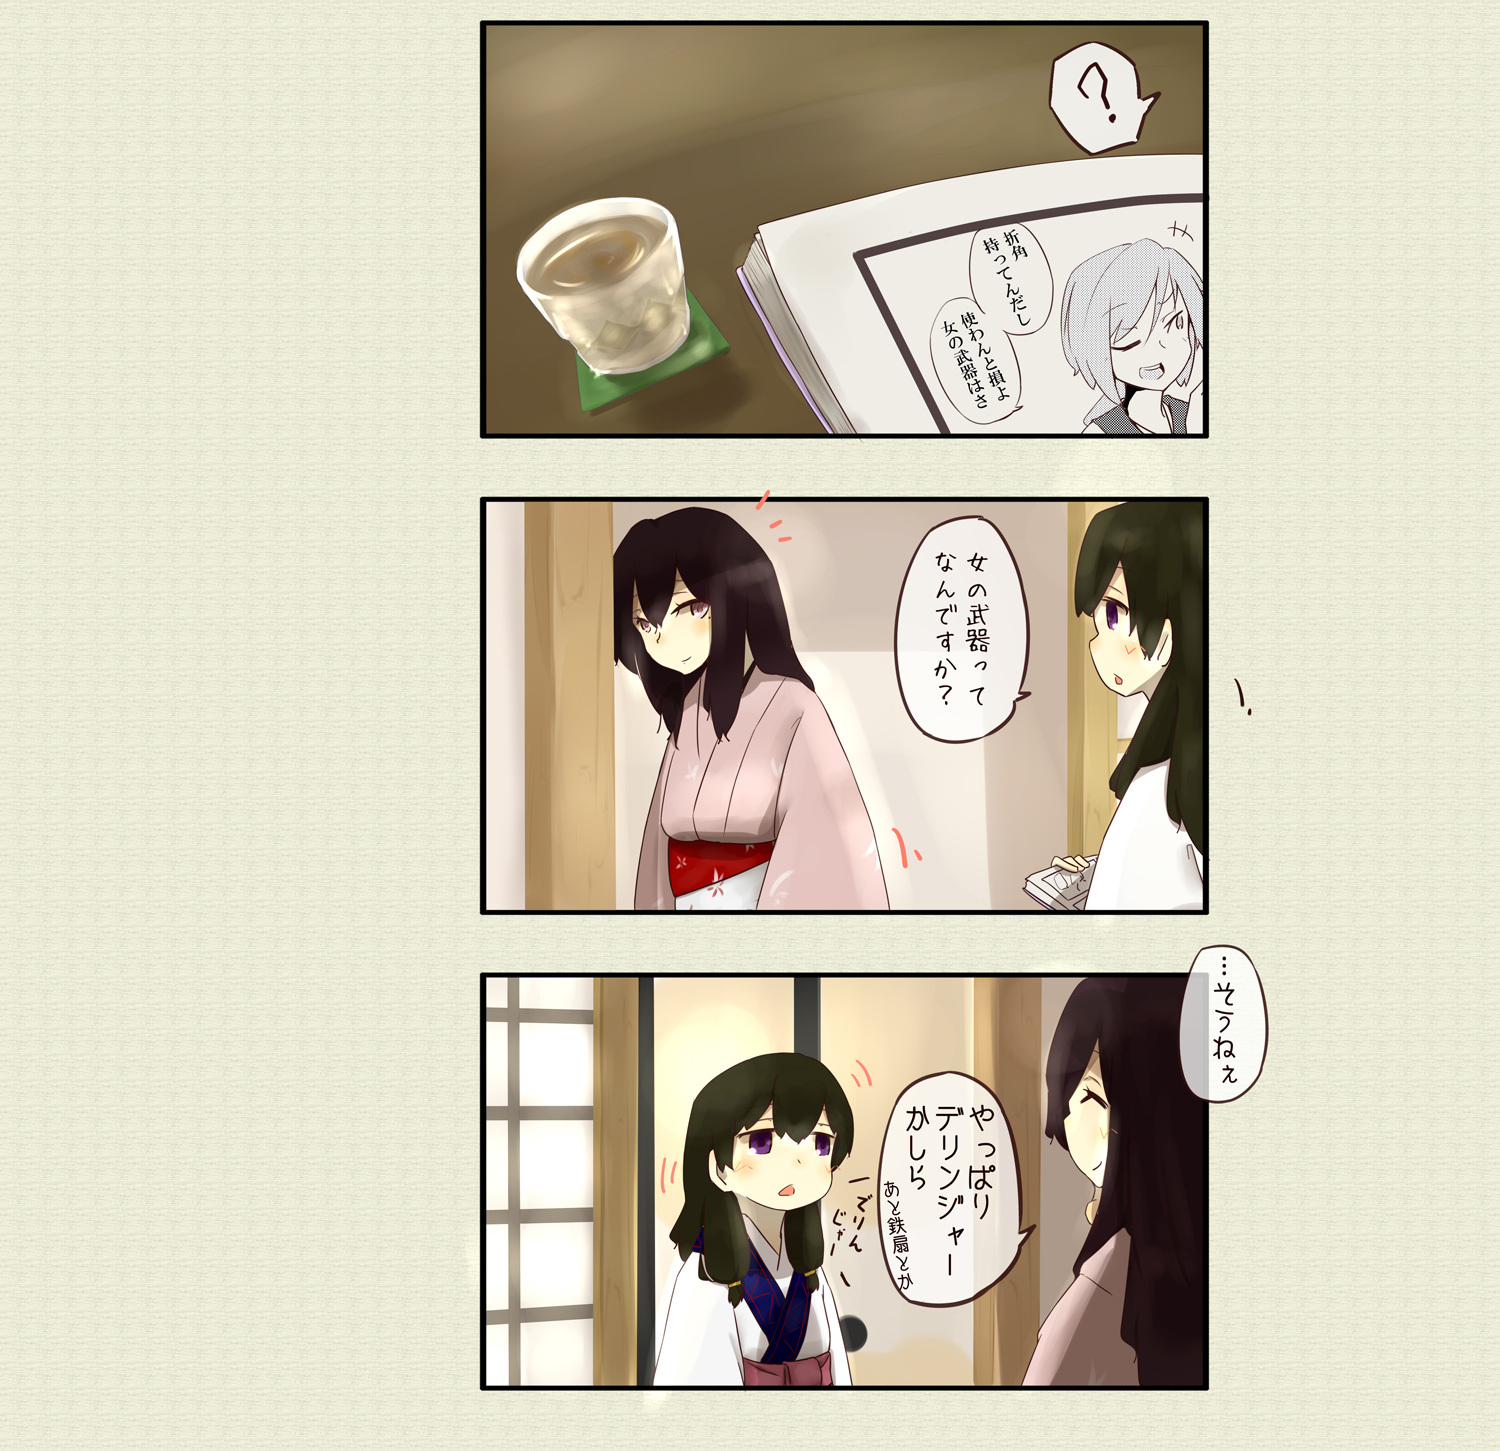 ？
折角
持ってんだし
使わんと損よ
女の武器はさ
女の武器って
なんですか？
…そうねぇ
やっぱり
デリンジャー
かしら
あと鉄扇とか
でりん
じゃー